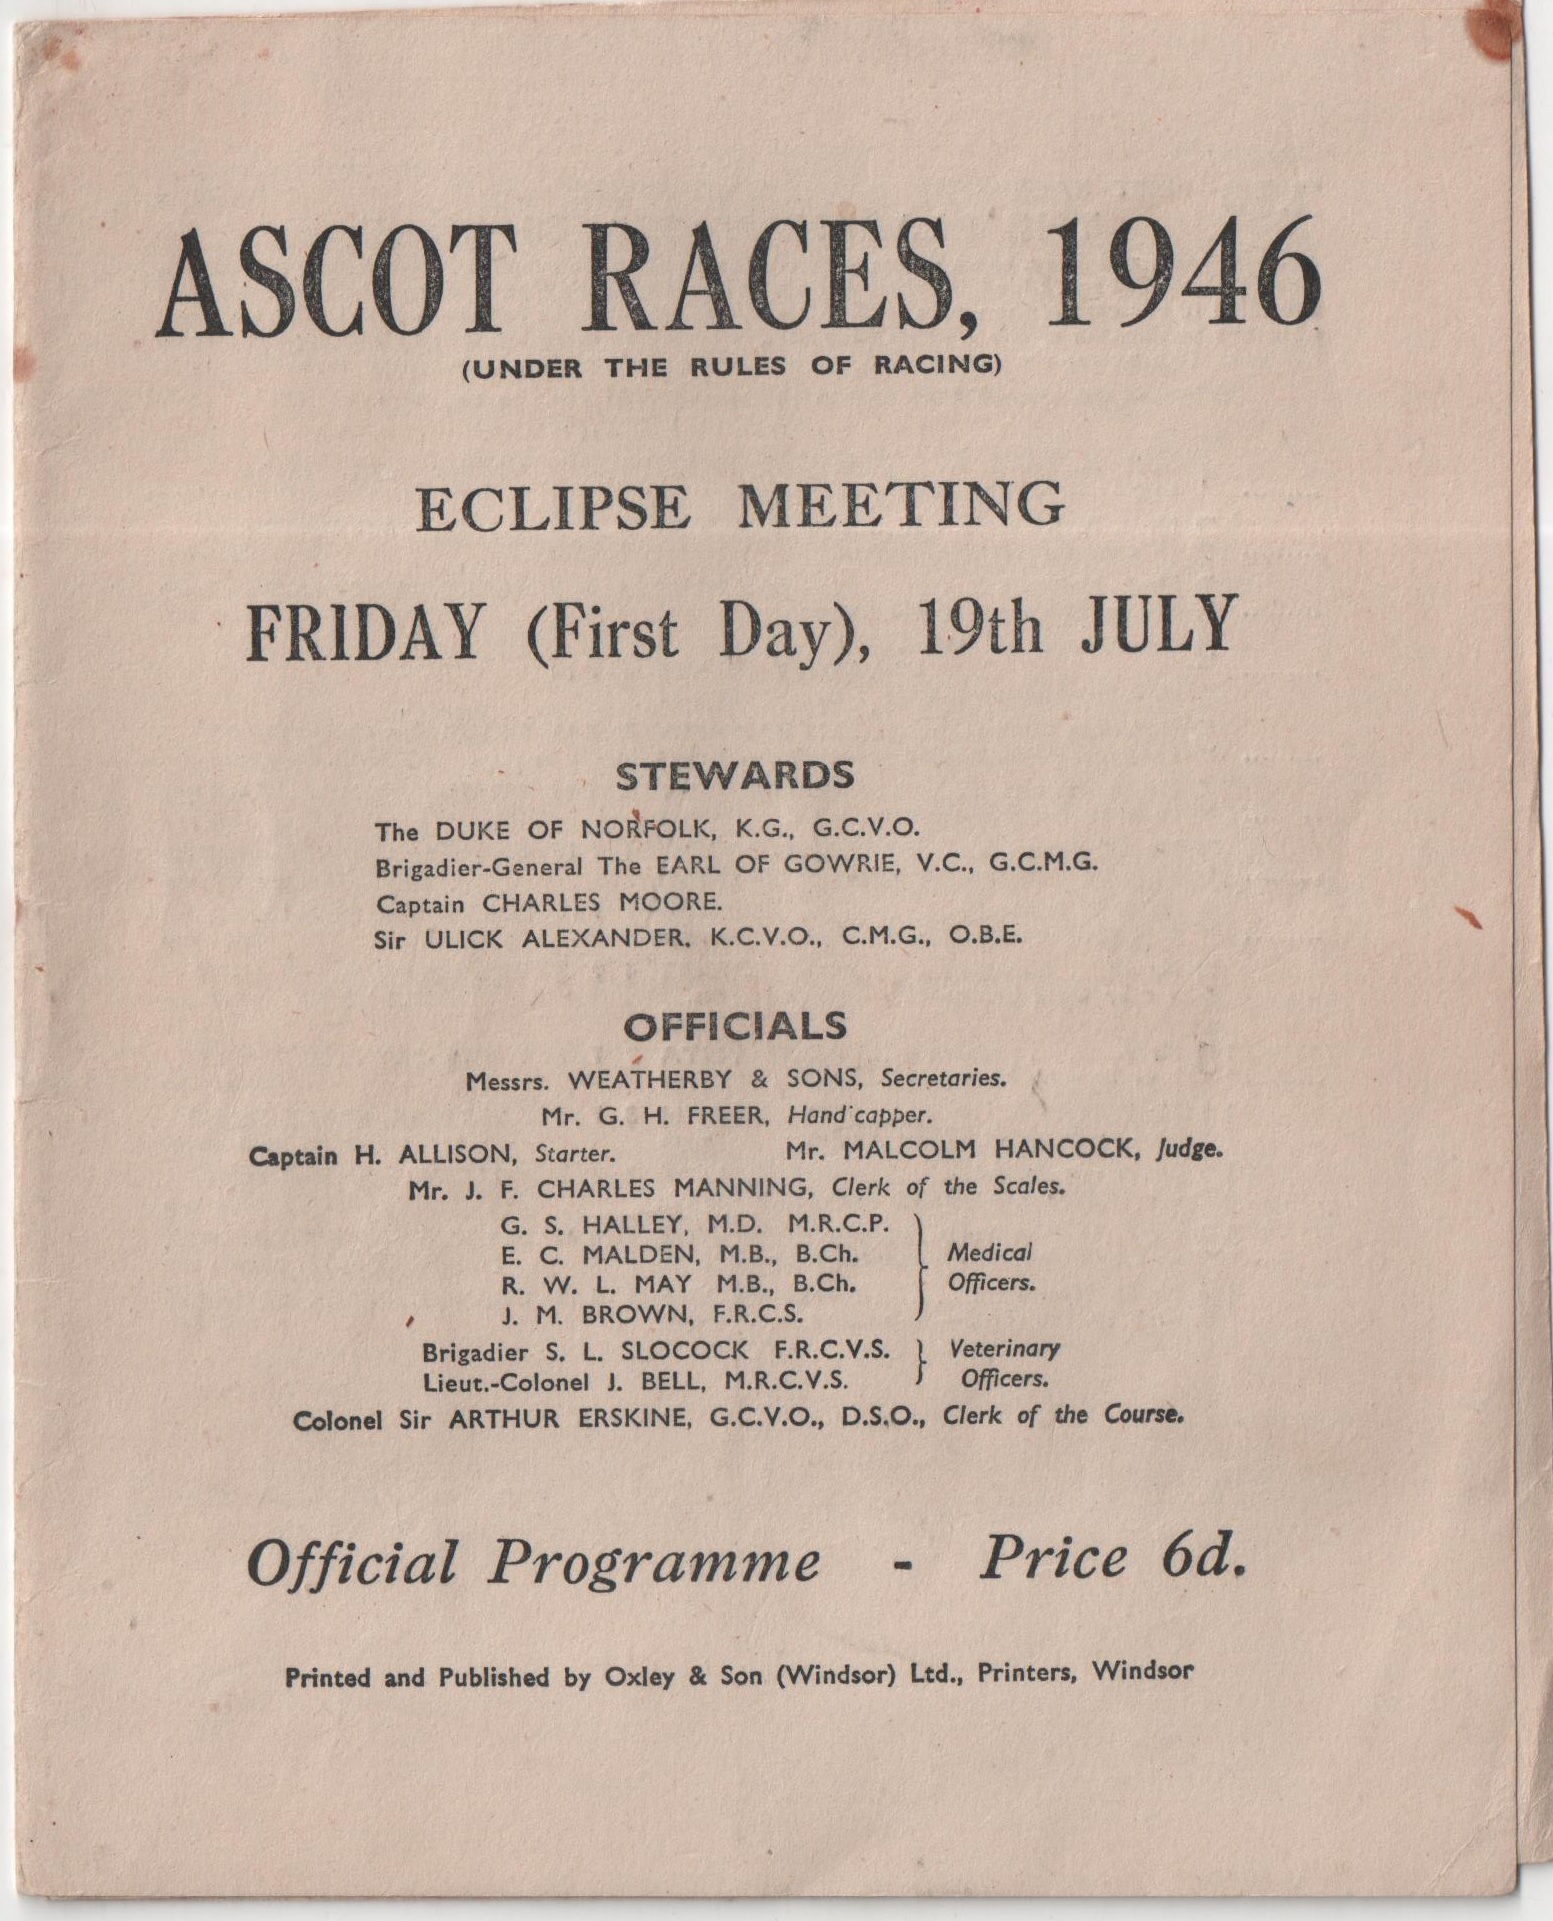 ASCOT RACES, 1946
(UNDER THE RULES OF RACING)
ECLIPSE MEETING
FRIDAY (First Day), 19th JULY
STEWARDS
The DUKE OF NORFOLK, K.G., G.C.V.O.
Brigadier-General The EARL OF GOWRIE, V.C., G.C.M.G.
Captain CHARLES MOORE.
Sir ULICK ALEXANDER. K.C.V.O., C.M.G., O.B.E.
OFFICIALS
Messrs. WEATHERBY & SONS, Secretaries.
Mr. G. H. FREER, Handicapper.
Captain H. ALLISON, Starter. Mr. MALCOLM HANCOCK, Judge.
Mr. J. F. CHARLES MANNING, Clerk of the Scales.
G. S. HALLEY, M.D. M.R.C.P.
E. C. MALDEN, M.B., B.Ch. Medical
R. W. L. MAY M.B., B.Ch. Officers.
J. M. BROWN, F.R.C.S.
Brigadier S. L. SLOCOCK F.R.C.V.S. Veterinary
Lieut.-Colonel J. BELL, M.R.C.V.S. Officers.
Colonel Sir ARTHUR ERSKINE, G.C.V.O., D.S.O., Clerk of the Course.
Official Programme - Price 6d.
Printed and Published by Oxley & Son (Windsor) Ltd., Printers, Windsor